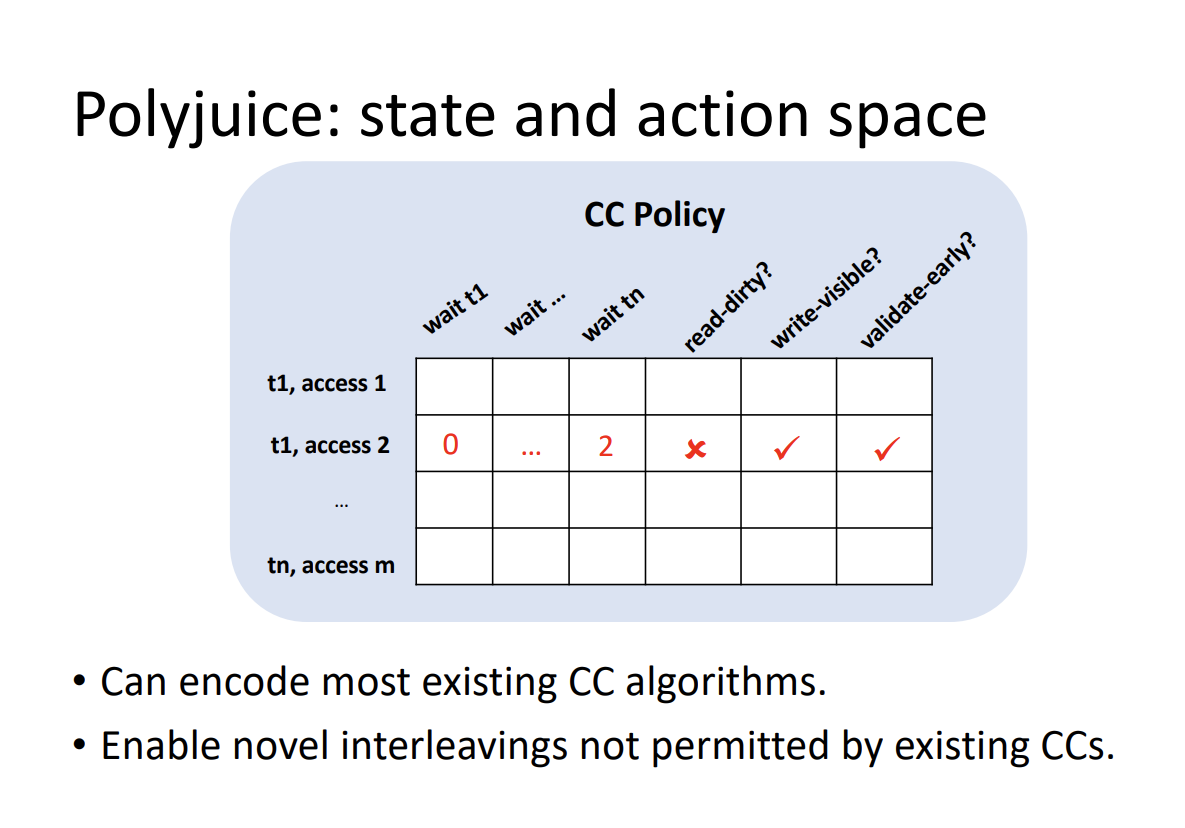 Polyjuice: state and action space
CC Policy
wait t1
wait ...
wait tn
read-dirty?
write-visible?
validate-early?
t1, access 1
t1, access 2
0
...
2
✘
✓
✓
...
tn, access m
• Can encode most existing CC algorithms.
• Enable novel interleavings not permitted by existing CCs.